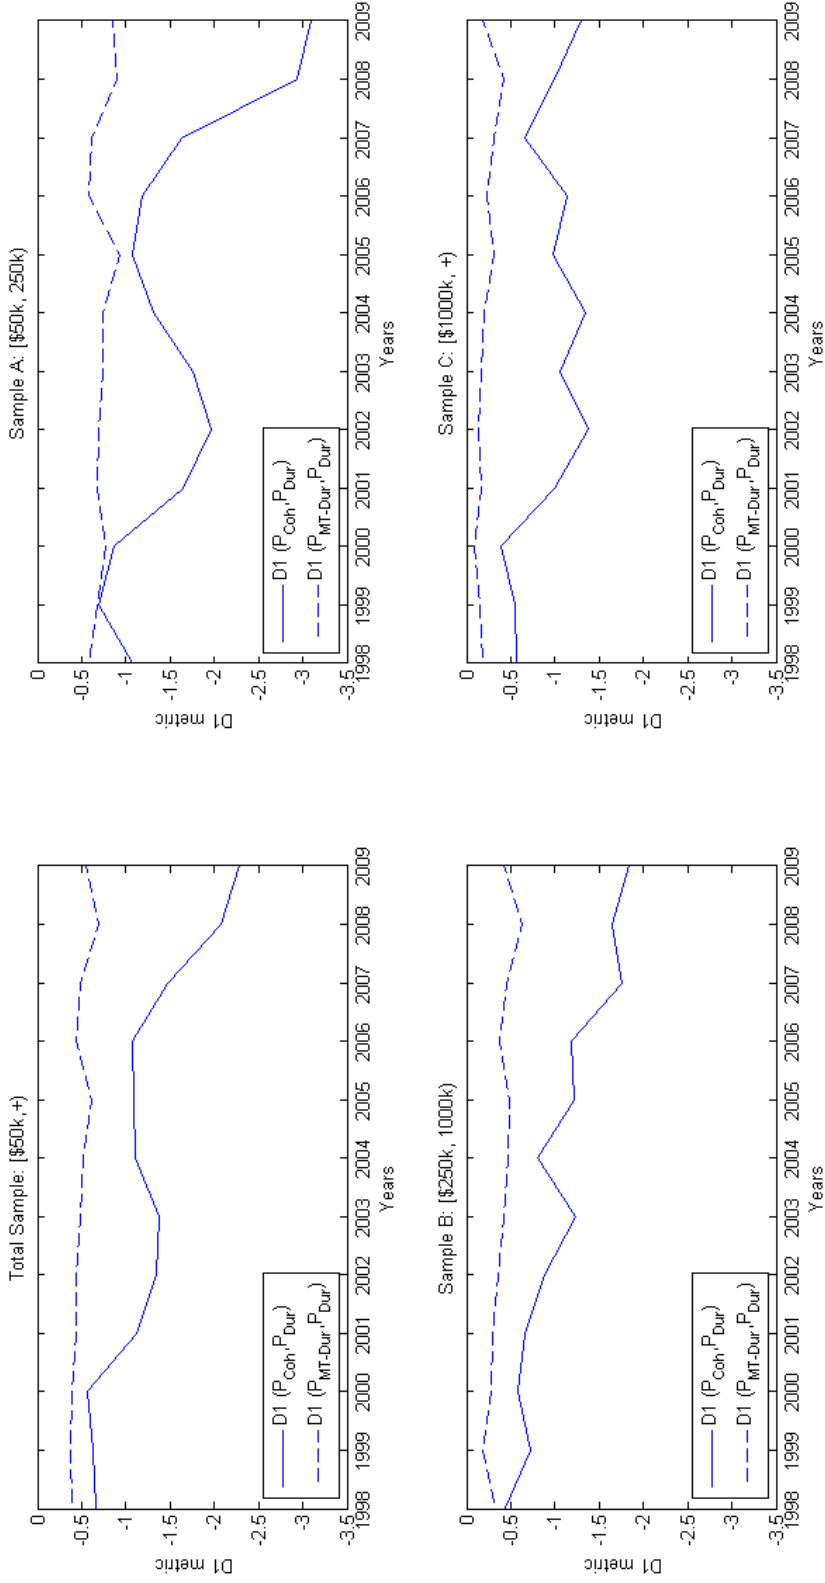 Total Sample: [$50k,+)
0
-0.5
-1
-1.5
-2
-2.5
-3
-3.5
D1 metric
D1 (P_Coh,P_Dur)
D1 (P_MT-Dur,P_Dur)
1998 1999 2000 2001 2002 2003 2004 2005 2006 2007 2008 2009
Years
Sample A: [$50k, 250k)
0
-0.5
-1
-1.5
-2
-2.5
-3
-3.5
D1 metric
D1 (P_Coh,P_Dur)
D1 (P_MT-Dur,P_Dur)
1998 1999 2000 2001 2002 2003 2004 2005 2006 2007 2008 2009
Years
Sample B: [$250k, 1000k)
0
-0.5
-1
-1.5
-2
-2.5
-3
-3.5
D1 metric
D1 (P_Coh,P_Dur)
D1 (P_MT-Dur,P_Dur)
1998 1999 2000 2001 2002 2003 2004 2005 2006 2007 2008 2009
Years
Sample C: [$1000k, +)
0
-0.5
-1
-1.5
-2
-2.5
-3
-3.5
D1 metric
D1 (P_Coh,P_Dur)
D1 (P_MT-Dur,P_Dur)
1998 1999 2000 2001 2002 2003 2004 2005 2006 2007 2008 2009
Years